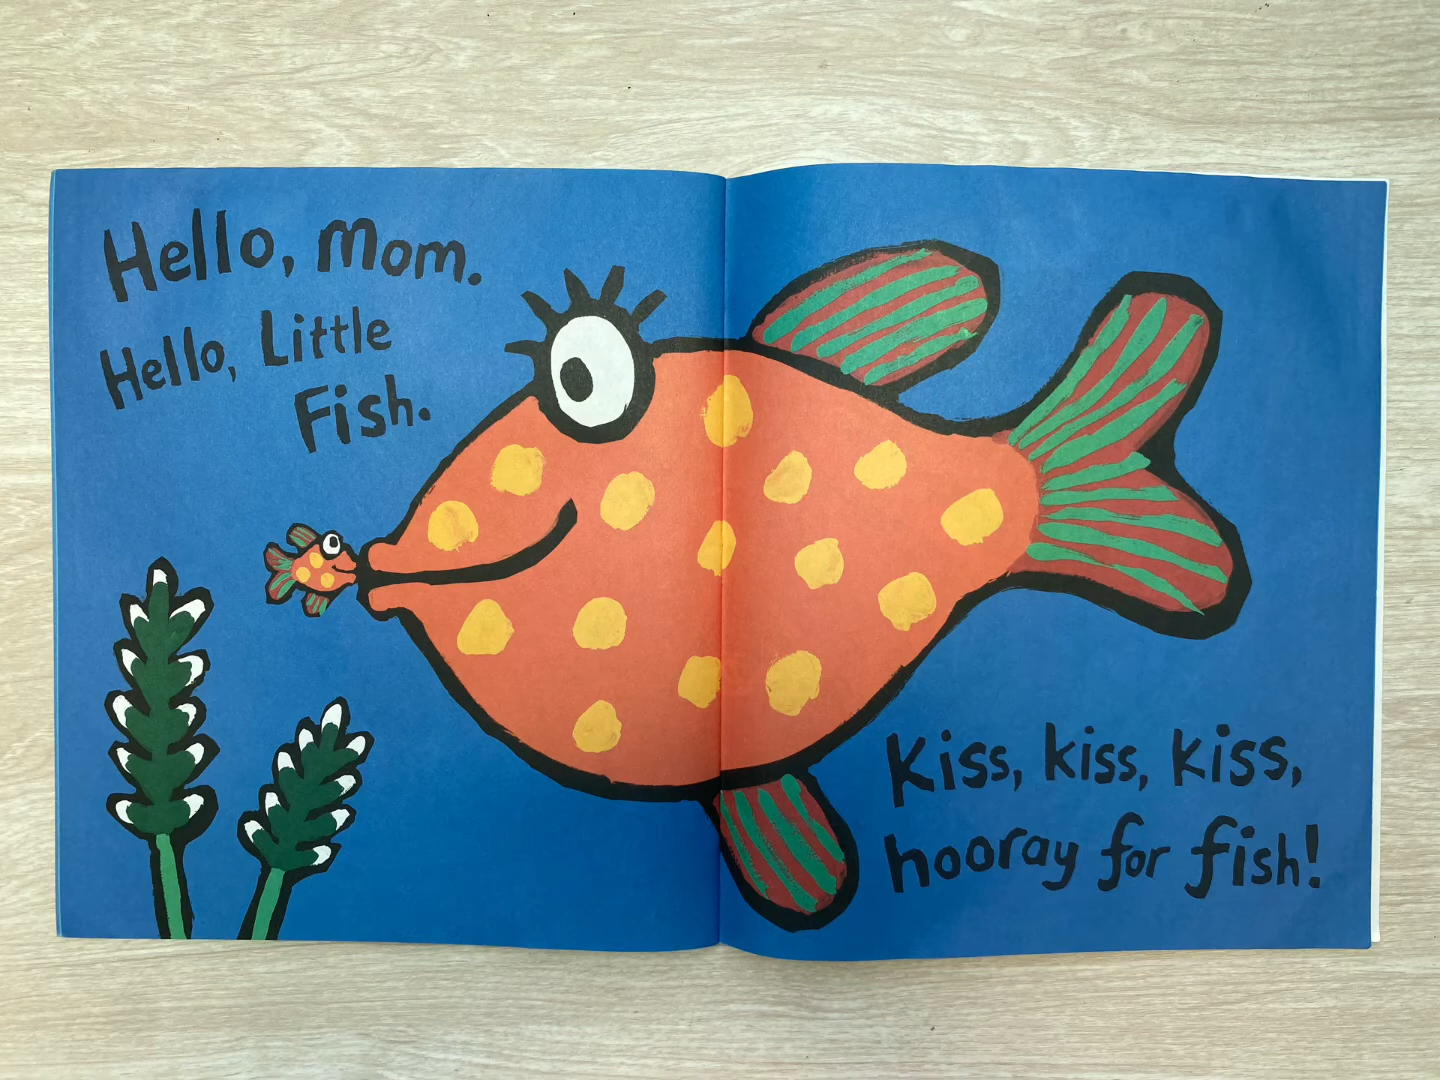 Hello, Mom.
Hello, Little
Fish.
Kiss, kiss, kiss,
hooray for fish!